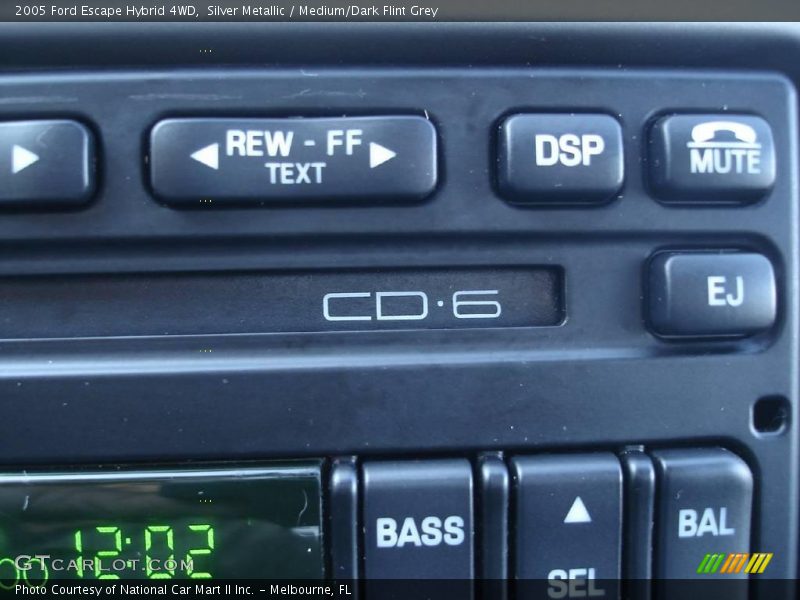 2005 Ford Escape Hybrid 4WD, Silver Metallic / Medium/Dark Flint Grey
REW - FF
TEXT
DSP
MUTE
EJ
CD·6
12:02
BASS
SEL
BAL
GTCARLOT.COM
Photo Courtesy of National Car Mart II Inc. - Melbourne, FL